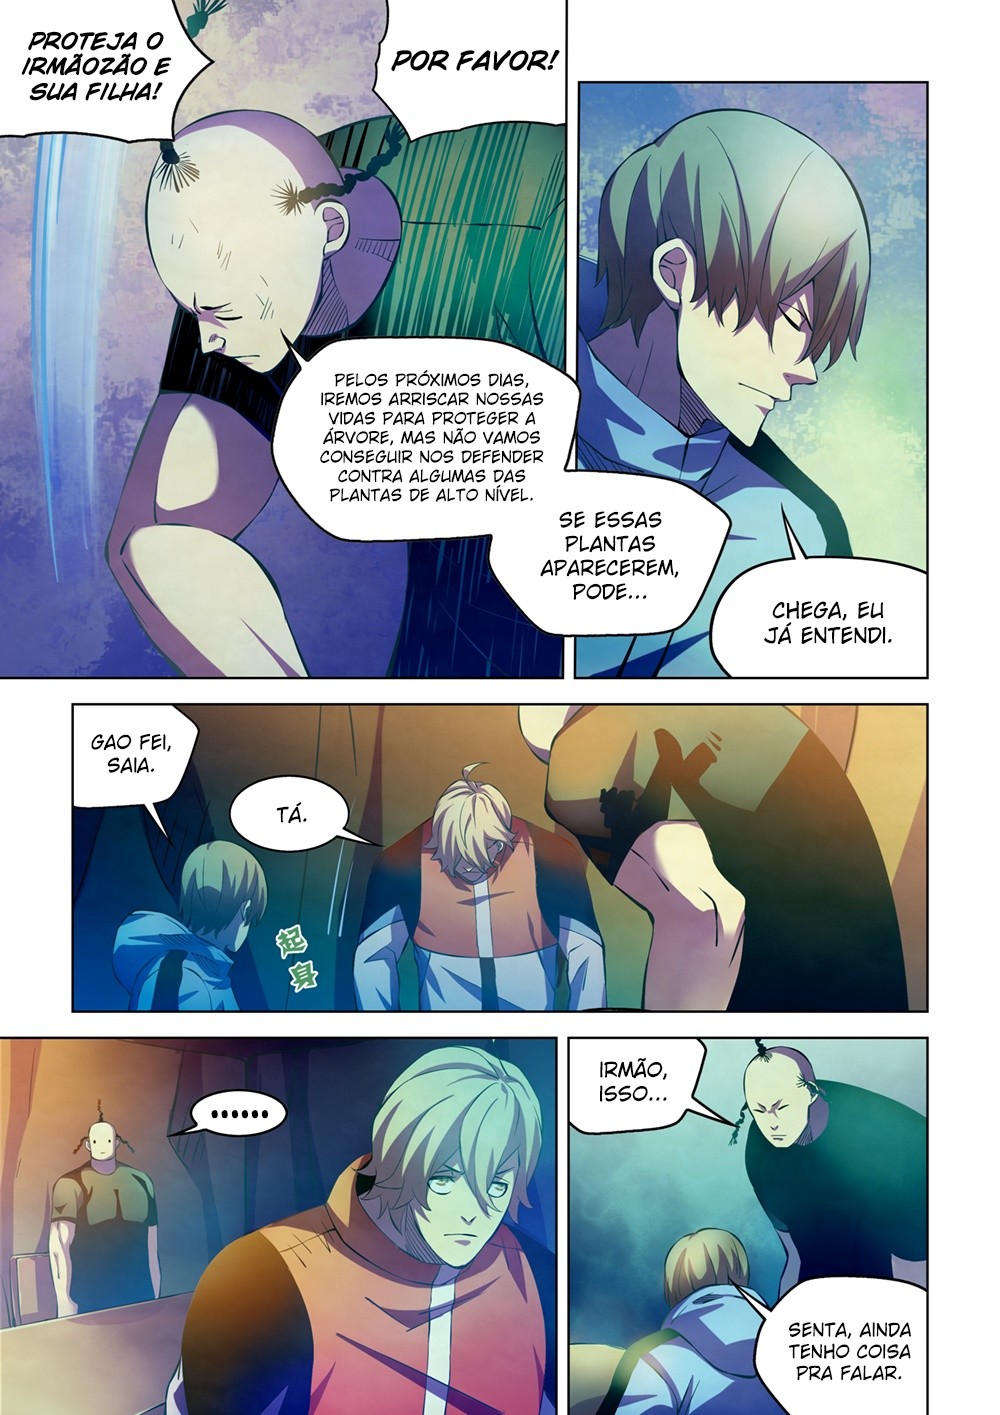 PROTEJA O
IRMÃOZÃO E
SUA FILHA!
POR FAVOR!
PELOS PRÓXIMOS DIAS,
IREMOS ARRISCAR NOSSAS
VIDAS PARA PROTEGER A
ÁRVORE, MAS NÃO VAMOS
CONSEGUIR NOS DEFENDER
CONTRA ALGUMAS DAS
PLANTAS DE ALTO NÍVEL.
SE ESSAS
PLANTAS
APARECEREM,
PODE...
CHEGA, EU
JÁ ENTENDI.
GAO FEI,
SAIA.
TÁ.
起
身
••••••
IRMÃO,
ISSO...
SENTA, AINDA
TENHO COISA
PRA FALAR.